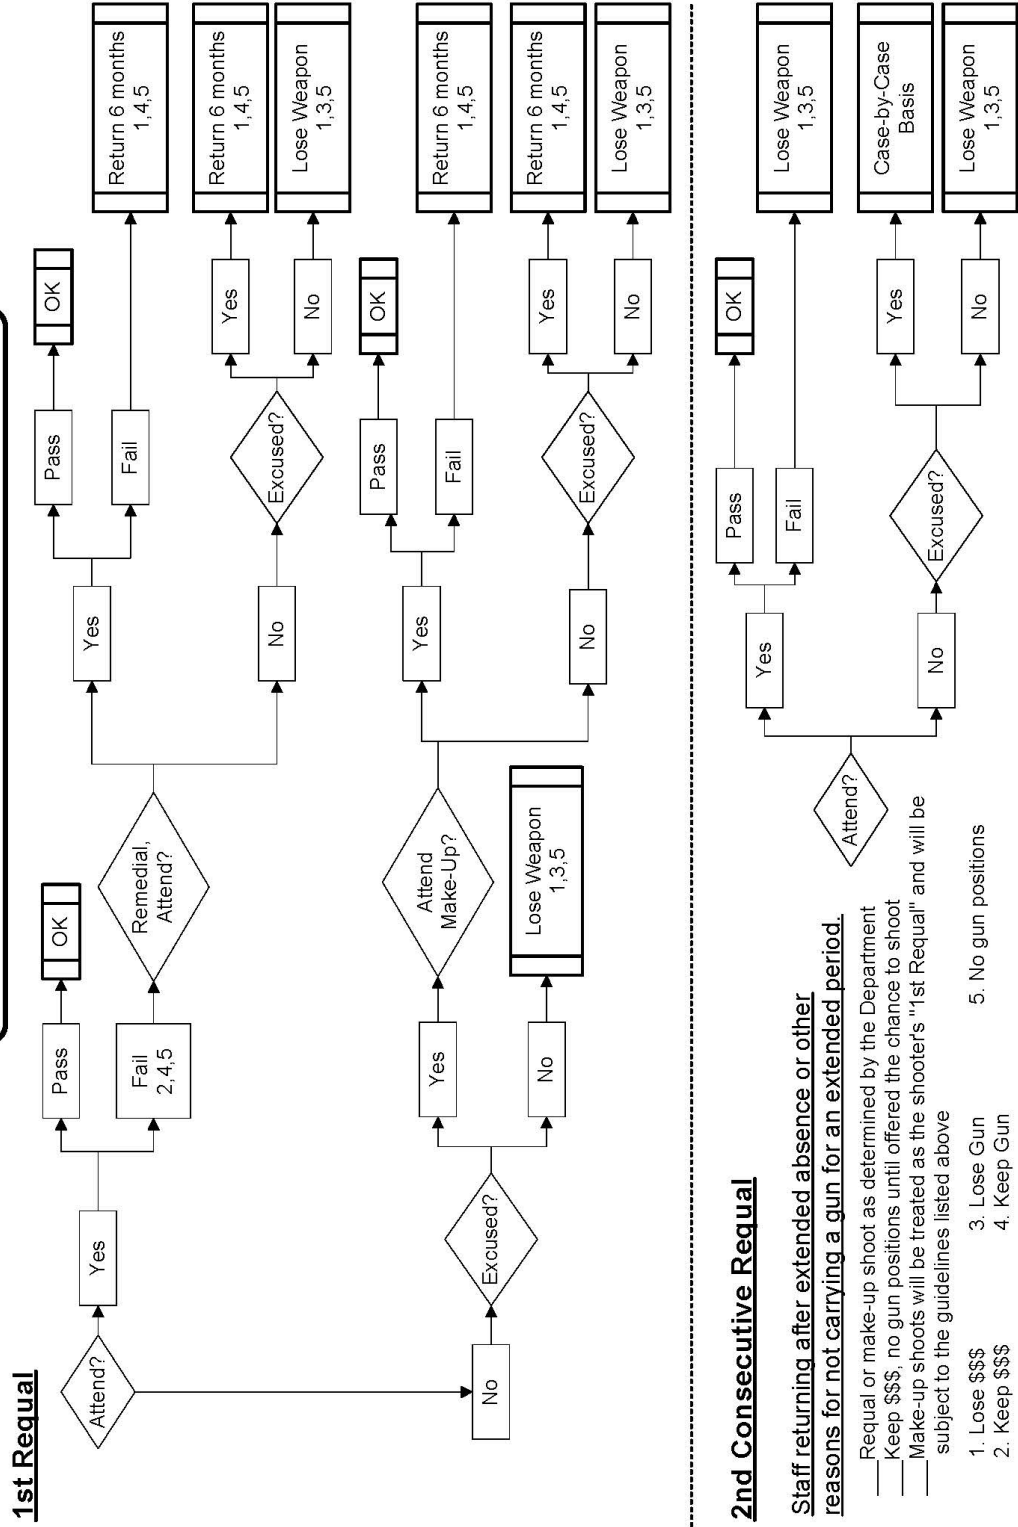 1st Requal
Attend?
Yes
Pass
OK
Fail
2,4,5
Remedial,
Attend?
Yes
Pass
OK
Fail
Return 6 months
1,4,5
No
Excused?
Yes
Return 6 months
1,4,5
No
Lose Weapon
1,3,5
No
Excused?
Yes
Attend
Make-Up?
No
Lose Weapon
1,3,5
Yes
Pass
OK
Fail
Return 6 months
1,4,5
No
Excused?
Yes
Return 6 months
1,4,5
No
Lose Weapon
1,3,5
2nd Consecutive Requal
Attend?
Yes
Pass
OK
Fail
Lose Weapon
1,3,5
No
Excused?
Yes
Case-by-Case
Basis
No
Lose Weapon
1,3,5
Staff returning after extended absence or other
reasons for not carrying a gun for an extended period.
Requal or make-up shoot as determined by the Department
Keep $$$, no gun positions until offered the chance to shoot
Make-up shoots will be treated as the shooter's "1st Requal" and will be
subject to the guidelines listed above
1. Lose $$$ 3. Lose Gun 5. No gun positions
2. Keep $$$ 4. Keep Gun